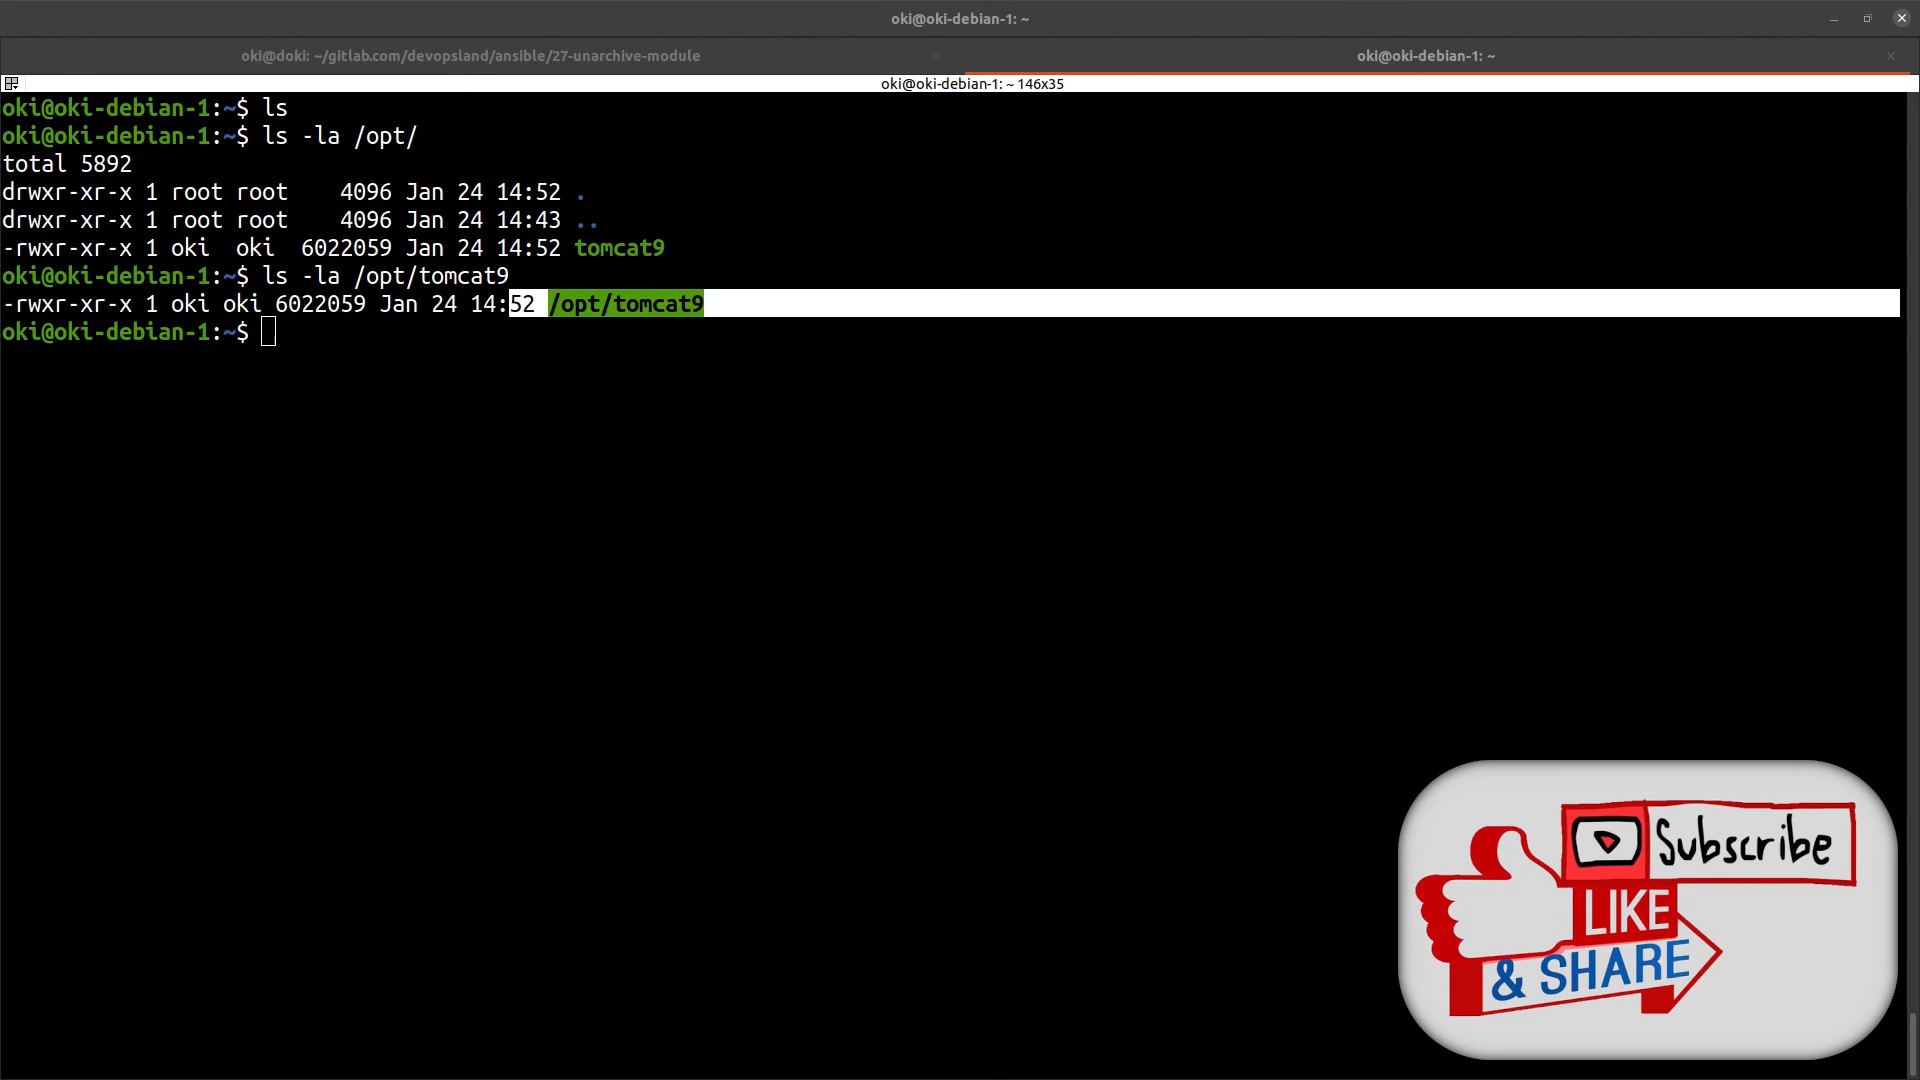 oki@oki-debian-1: ~
oki@doki: ~/gitlab.com/devopsland/ansible/27-unarchive-module
oki@oki-debian-1: ~
oki@oki-debian-1: ~ 146x35
oki@oki-debian-1:~$ ls
oki@oki-debian-1:~$ ls -la /opt/
total 5892
drwxr-xr-x 1 root root    4096 Jan 24 14:52 .
drwxr-xr-x 1 root root    4096 Jan 24 14:43 ..
-rwxr-xr-x 1 oki  oki  6022059 Jan 24 14:52 tomcat9
oki@oki-debian-1:~$ ls -la /opt/tomcat9
-rwxr-xr-x 1 oki oki 6022059 Jan 24 14:52 /opt/tomcat9
oki@oki-debian-1:~$
Subscribe
LIKE
& SHARE